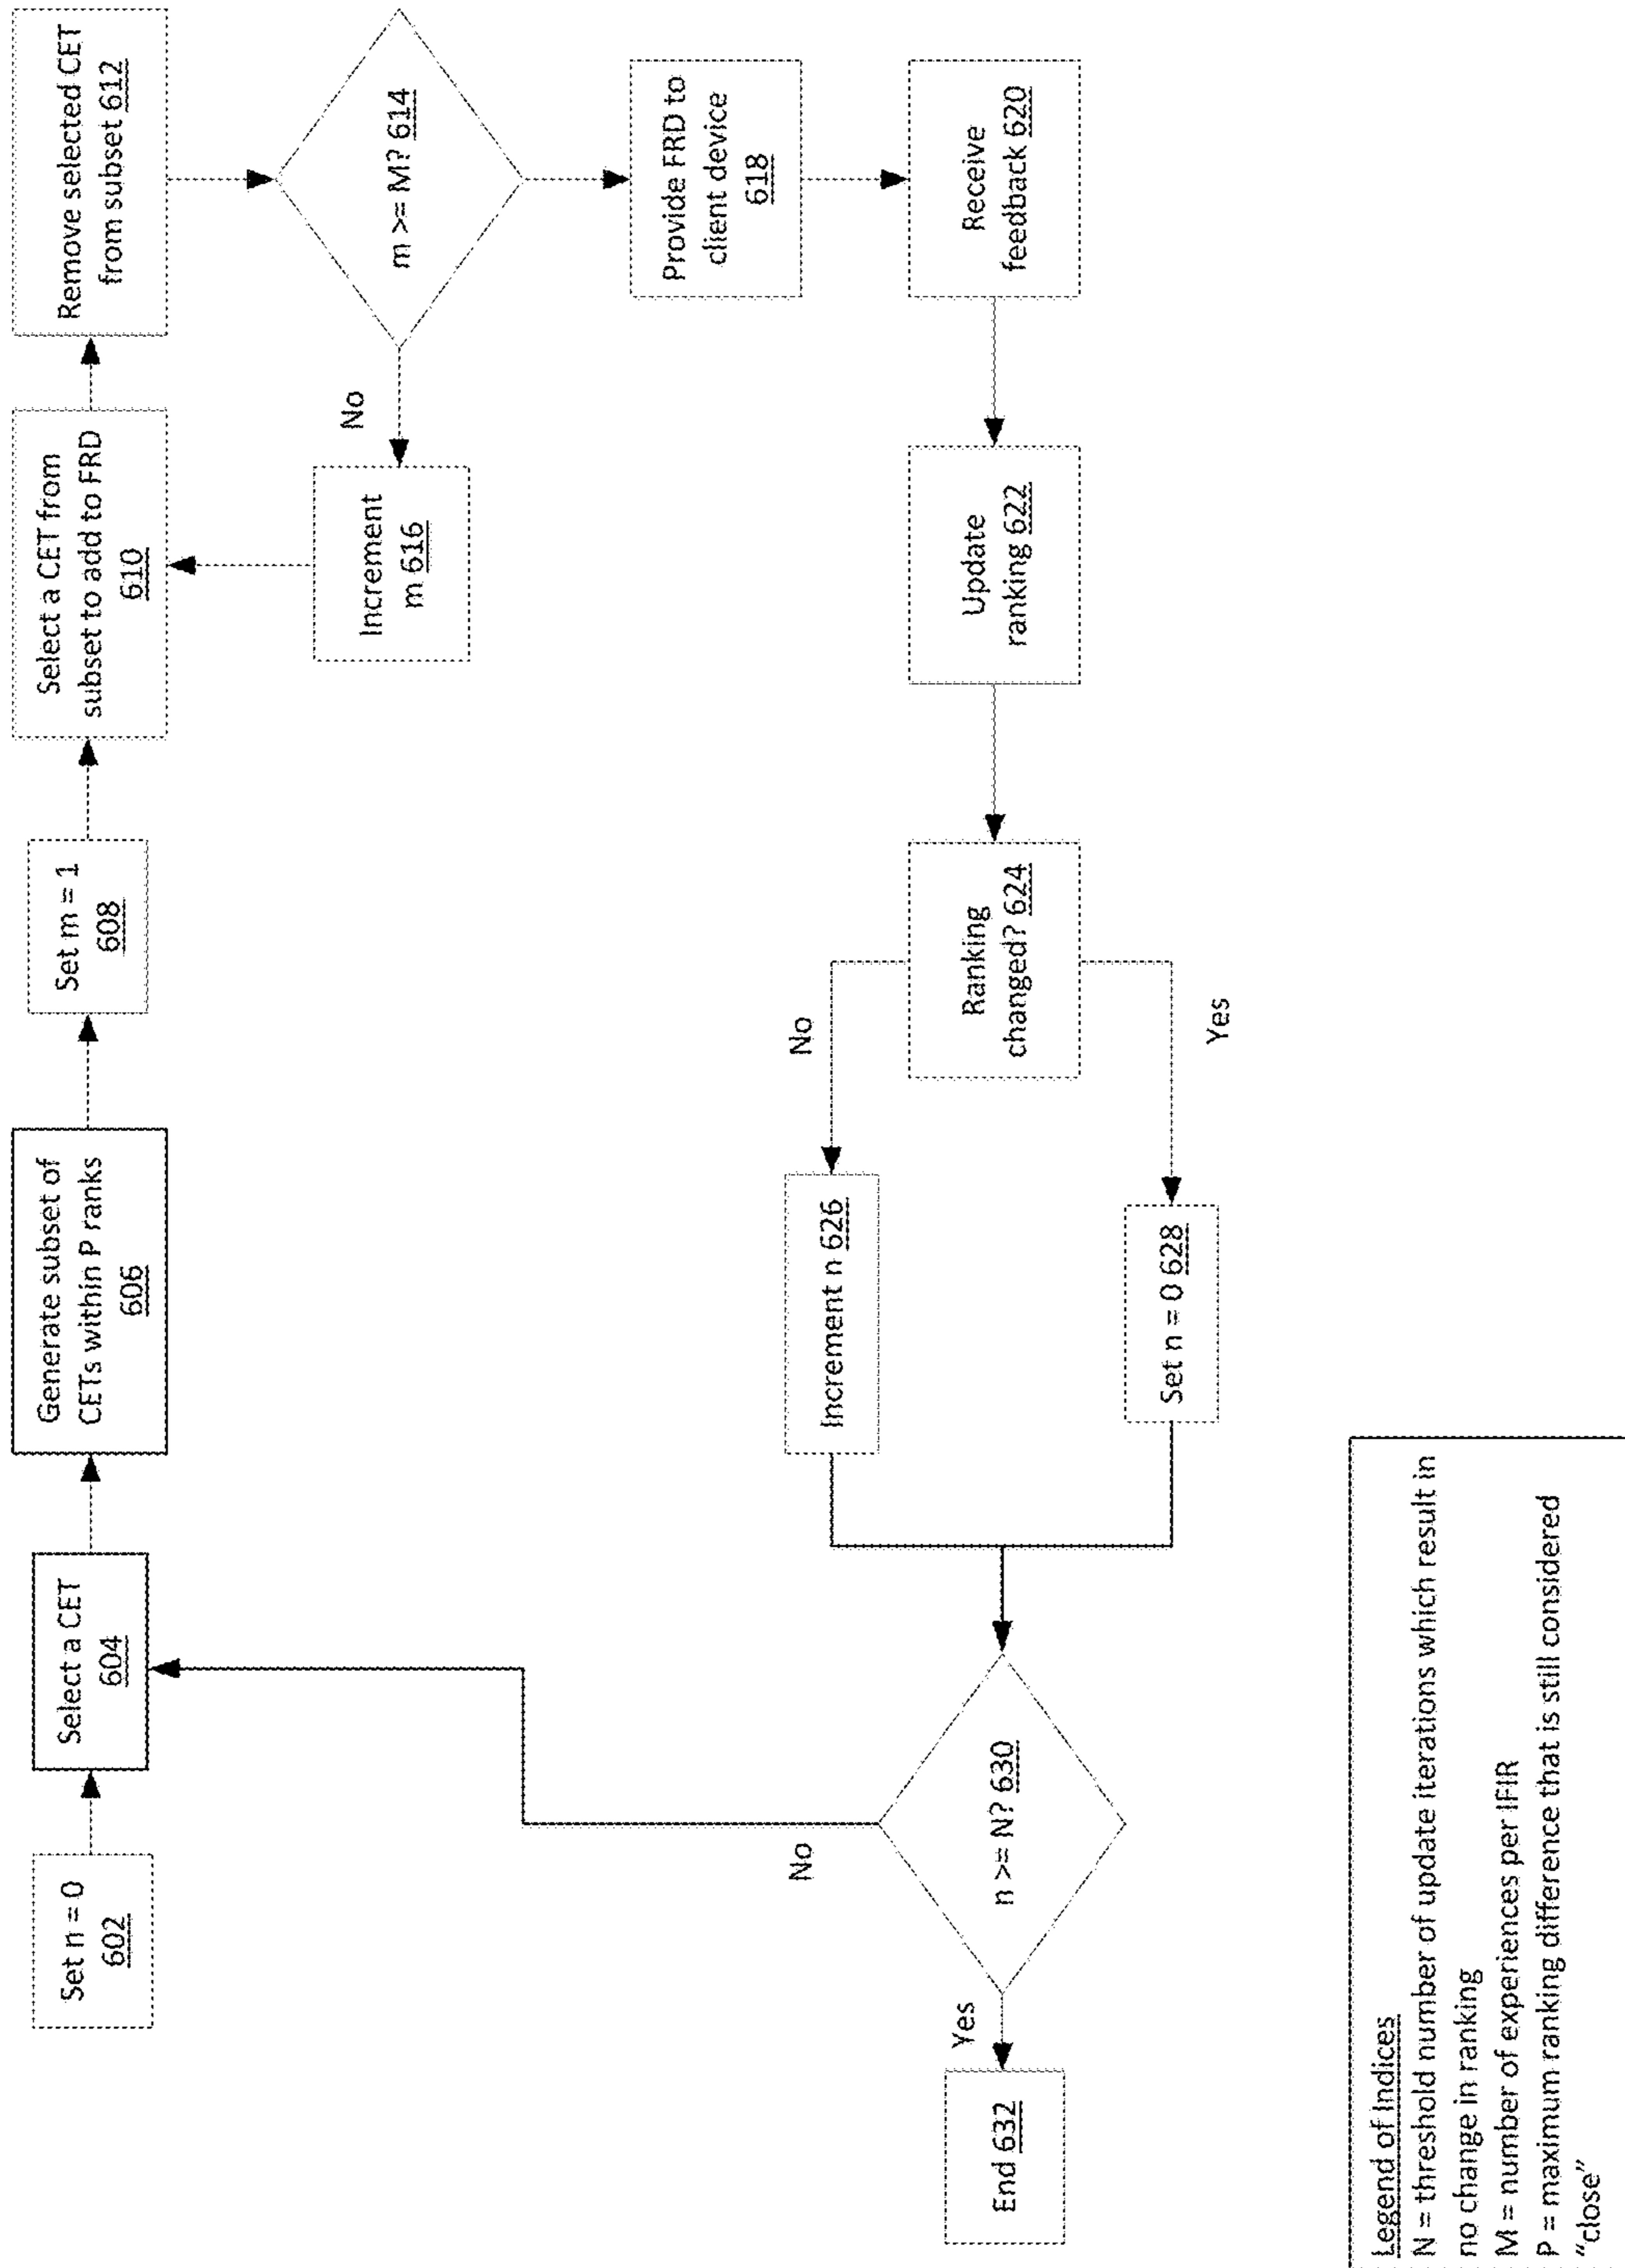 Set n = 0
602
Select a CET
604
Generate subset of
CETs within P ranks
606
Set m = 1
608
Select a CET from
subset to add to FRD
610
Remove selected CET
from subset 612
m >= M? 614
No
Increment
m 616
Provide FRD to
client device
618
Receive
feedback 620
Update
ranking 622
Ranking
changed? 624
No
Yes
Increment n 626
Set n = 0 628
n >= N? 630
No
Yes
End 632
Legend of Indices
N = threshold number of update iterations which result in
no change in ranking
M = number of experiences per IFIR
P = maximum ranking difference that is still considered
“close”